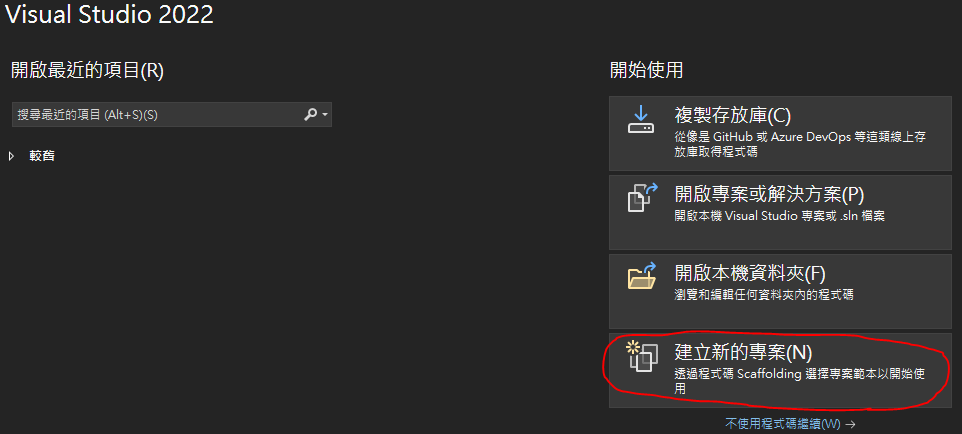 Visual Studio 2022
開啟最近的項目(R)
搜尋最近的項目 (Alt+S)(S)
較舊
開始使用
複製存放庫(C)
從像是 GitHub 或 Azure DevOps 等這類線上存
放庫取得程式碼
開啟專案或解決方案(P)
開啟本機 Visual Studio 專案或 .sln 檔案
開啟本機資料夾(F)
瀏覽和編輯任何資料夾內的程式碼
建立新的專案(N)
透過程式碼 Scaffolding 選擇專案範本以開始使
用
不使用程式碼繼續(W) →